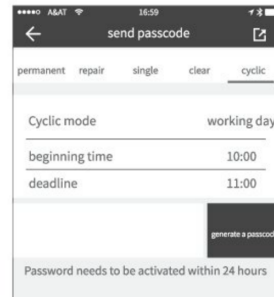 A&AT 16:59
send passcode
permanent repair single clear cyclic
Cyclic mode working day
beginning time 10:00
deadline 11:00
generate a passcod
Password needs to be activated within 24 hours